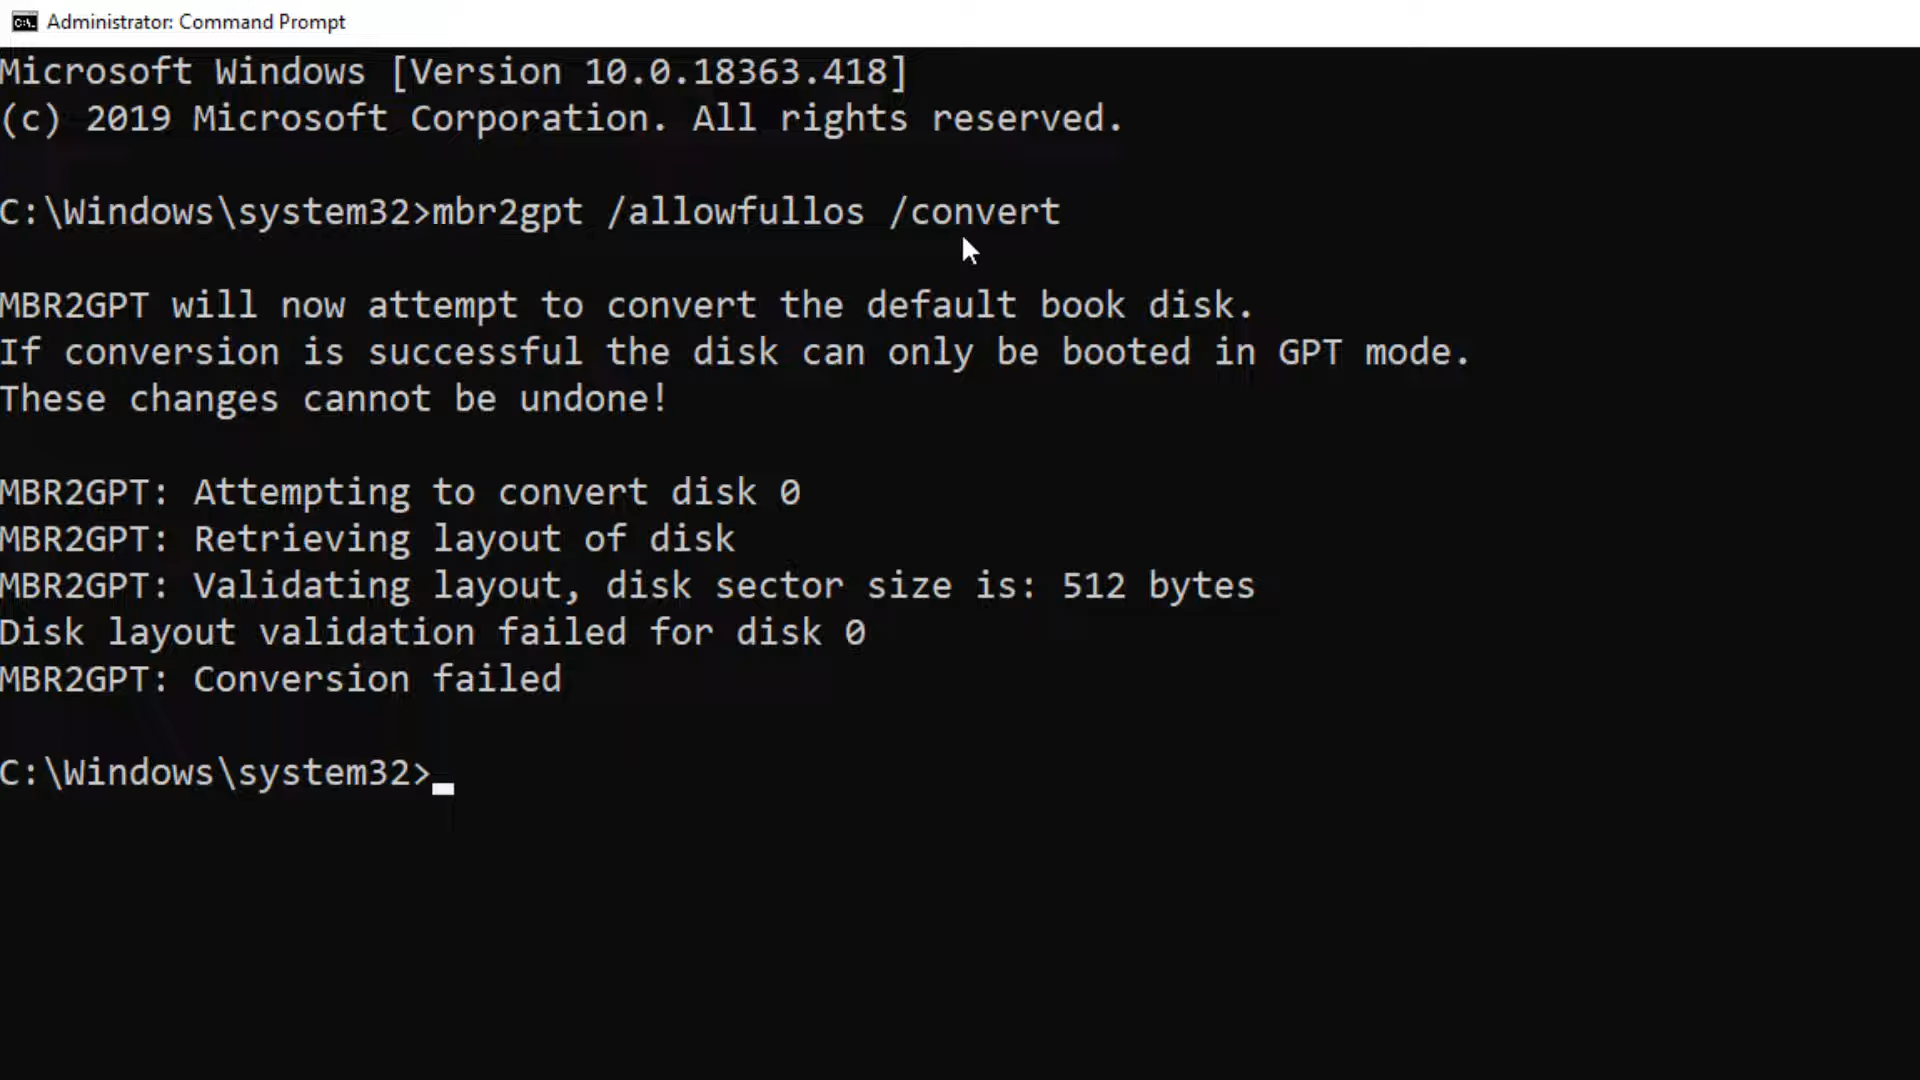 Administrator: Command Prompt
Microsoft Windows [Version 10.0.18363.418]
(c) 2019 Microsoft Corporation. All rights reserved.
C:\Windows\system32>mbr2gpt /allowfullos /convert
MBR2GPT will now attempt to convert the default book disk.
If conversion is successful the disk can only be booted in GPT mode.
These changes cannot be undone!
MBR2GPT: Attempting to convert disk 0
MBR2GPT: Retrieving layout of disk
MBR2GPT: Validating layout, disk sector size is: 512 bytes
Disk layout validation failed for disk 0
MBR2GPT: Conversion failed
C:\Windows\system32>